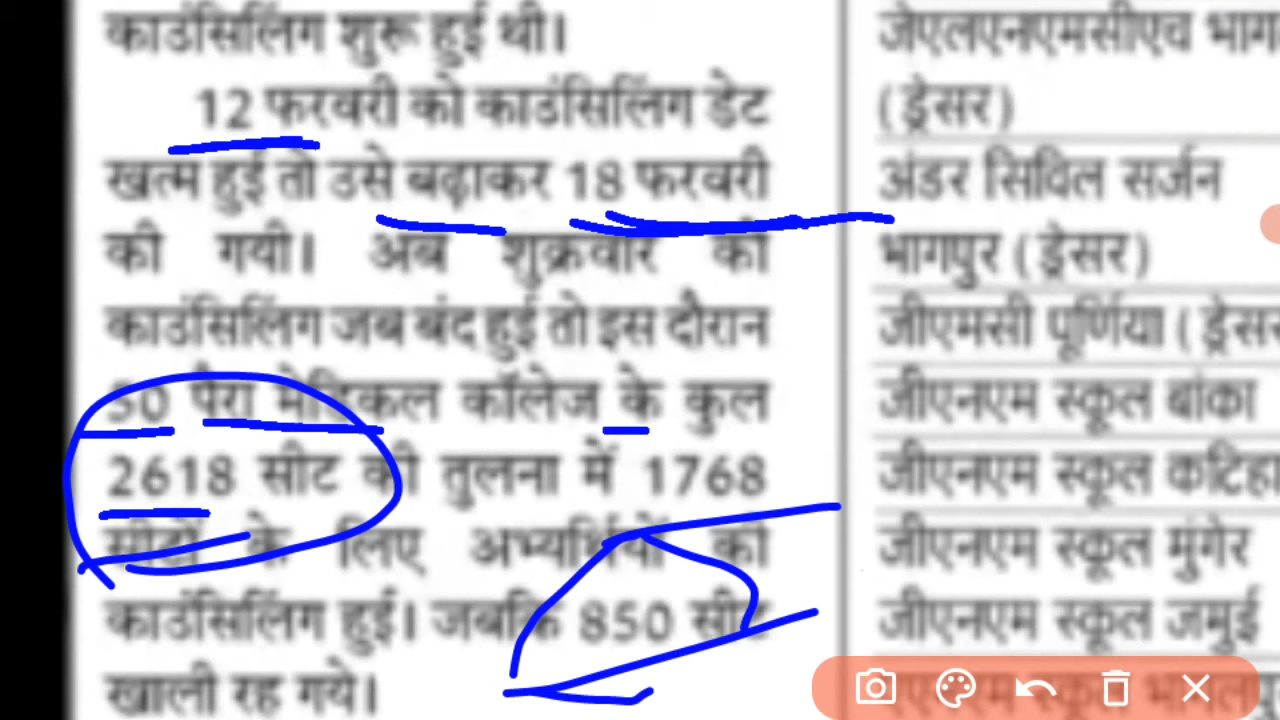 काउंसिलिंग शुरू हुई थी।
12 फरवरी को काउंसिलिंग डेट
खत्म हुई तो उसे बढ़ाकर 18 फरवरी
की गयी। अब शुक्रवार को
काउंसिलिंग जब बंद हुई तो इस दौरान
50 पैरा मेडिकल कॉलेज के कुल
2618 सीट की तुलना में 1768
सीटों के लिए अभ्यर्थियों की
काउंसिलिंग हुई। जबकि 850 सीट
खाली रह गये।
जेएलएनएमसीएच भाग
(ड्रेसर)
अंडर सिविल सर्जन
भागपुर (ड्रेसर)
जीएमसी पूर्णिया (ड्रेसर
जीएनएम स्कूल बांका
जीएनएम स्कूल कटिहा
जीएनएम स्कूल मुंगेर
जीएनएम स्कूल जमुई
स्कूल